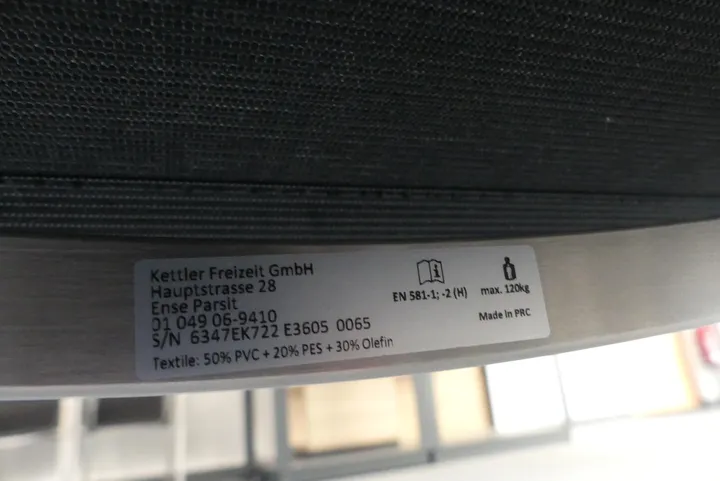 Kettler Freizeit GmbH
Hauptstrasse 28
Ense Parsit
01 049 06-9410
S/N 6347EK722 E3605 0065
Textile: 50% PVC + 20% PES + 30% Olefin
EN 581-1; -2 (H)
max. 120kg
Made in PRC